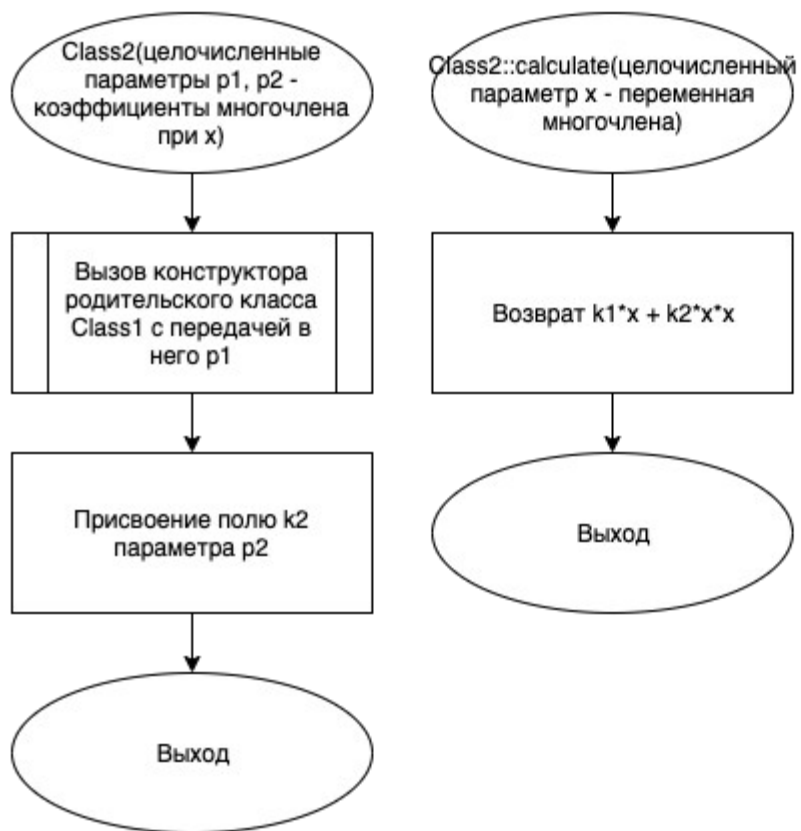 Class2(целочисленные
параметры p1, p2 -
коэффициенты многочлена
при x)
Вызов конструктора
родительского класса
Class1 с передачей в
него p1
Присвоение полю k2
параметра p2
Выход
Class2::calculate(целочисленный
параметр x - переменная
многочлена)
Возврат k1*x + k2*x*x
Выход